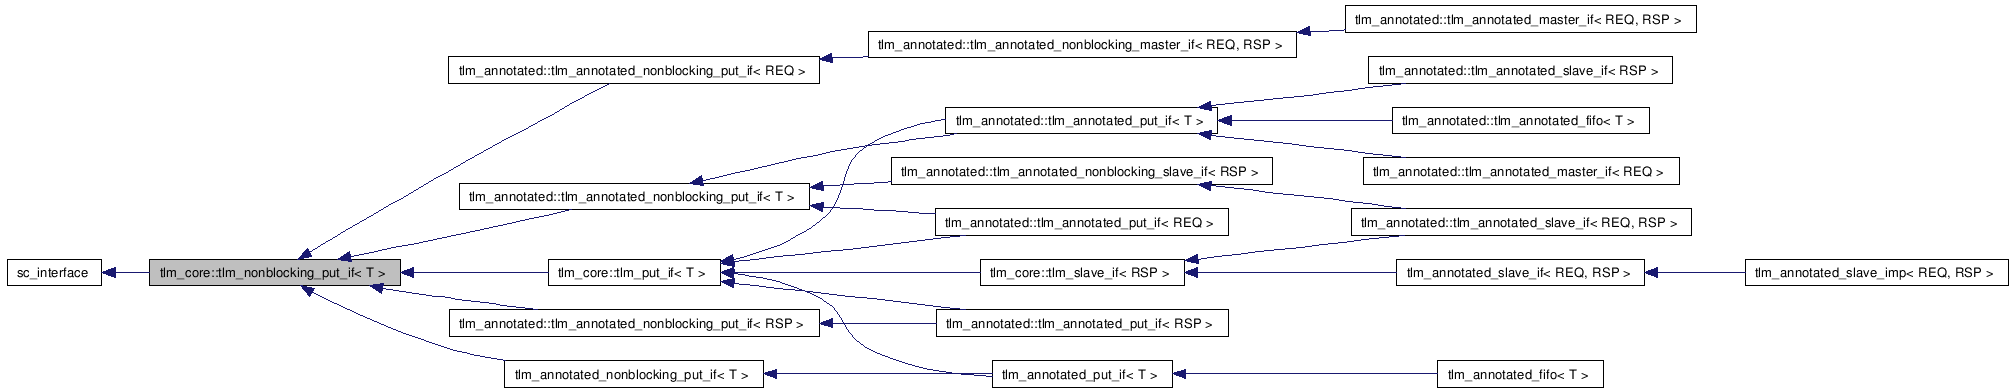 tlm_annotated::tlm_annotated_master_if< REQ, RSP >
tlm_annotated::tlm_annotated_nonblocking_master_if< REQ, RSP >
tlm_annotated::tlm_annotated_nonblocking_put_if< REQ >
tlm_annotated::tlm_annotated_slave_if< RSP >
tlm_annotated::tlm_annotated_put_if< T >
tlm_annotated::tlm_annotated_fifo< T >
tlm_annotated::tlm_annotated_nonblocking_slave_if< RSP >
tlm_annotated::tlm_annotated_master_if< REQ >
tlm_annotated::tlm_annotated_nonblocking_put_if< T >
tlm_annotated::tlm_annotated_put_if< REQ >
tlm_annotated::tlm_annotated_slave_if< REQ, RSP >
sc_interface
tlm_core::tlm_nonblocking_put_if< T >
tlm_core::tlm_put_if< T >
tlm_core::tlm_slave_if< RSP >
tlm_annotated_slave_if< REQ, RSP >
tlm_annotated_slave_imp< REQ, RSP >
tlm_annotated::tlm_annotated_nonblocking_put_if< RSP >
tlm_annotated::tlm_annotated_put_if< RSP >
tlm_annotated_nonblocking_put_if< T >
tlm_annotated_put_if< T >
tlm_annotated_fifo< T >